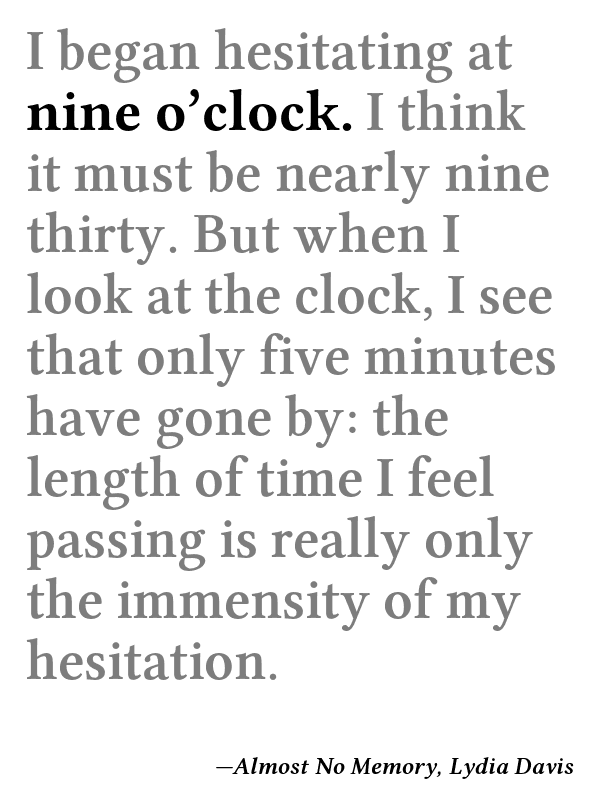 I began hesitating at
nine o’clock. I think
it must be nearly nine
thirty. But when I
look at the clock, I see
that only five minutes
have gone by: the
length of time I feel
passing is really only
the immensity of my
hesitation.
—Almost No Memory, Lydia Davis